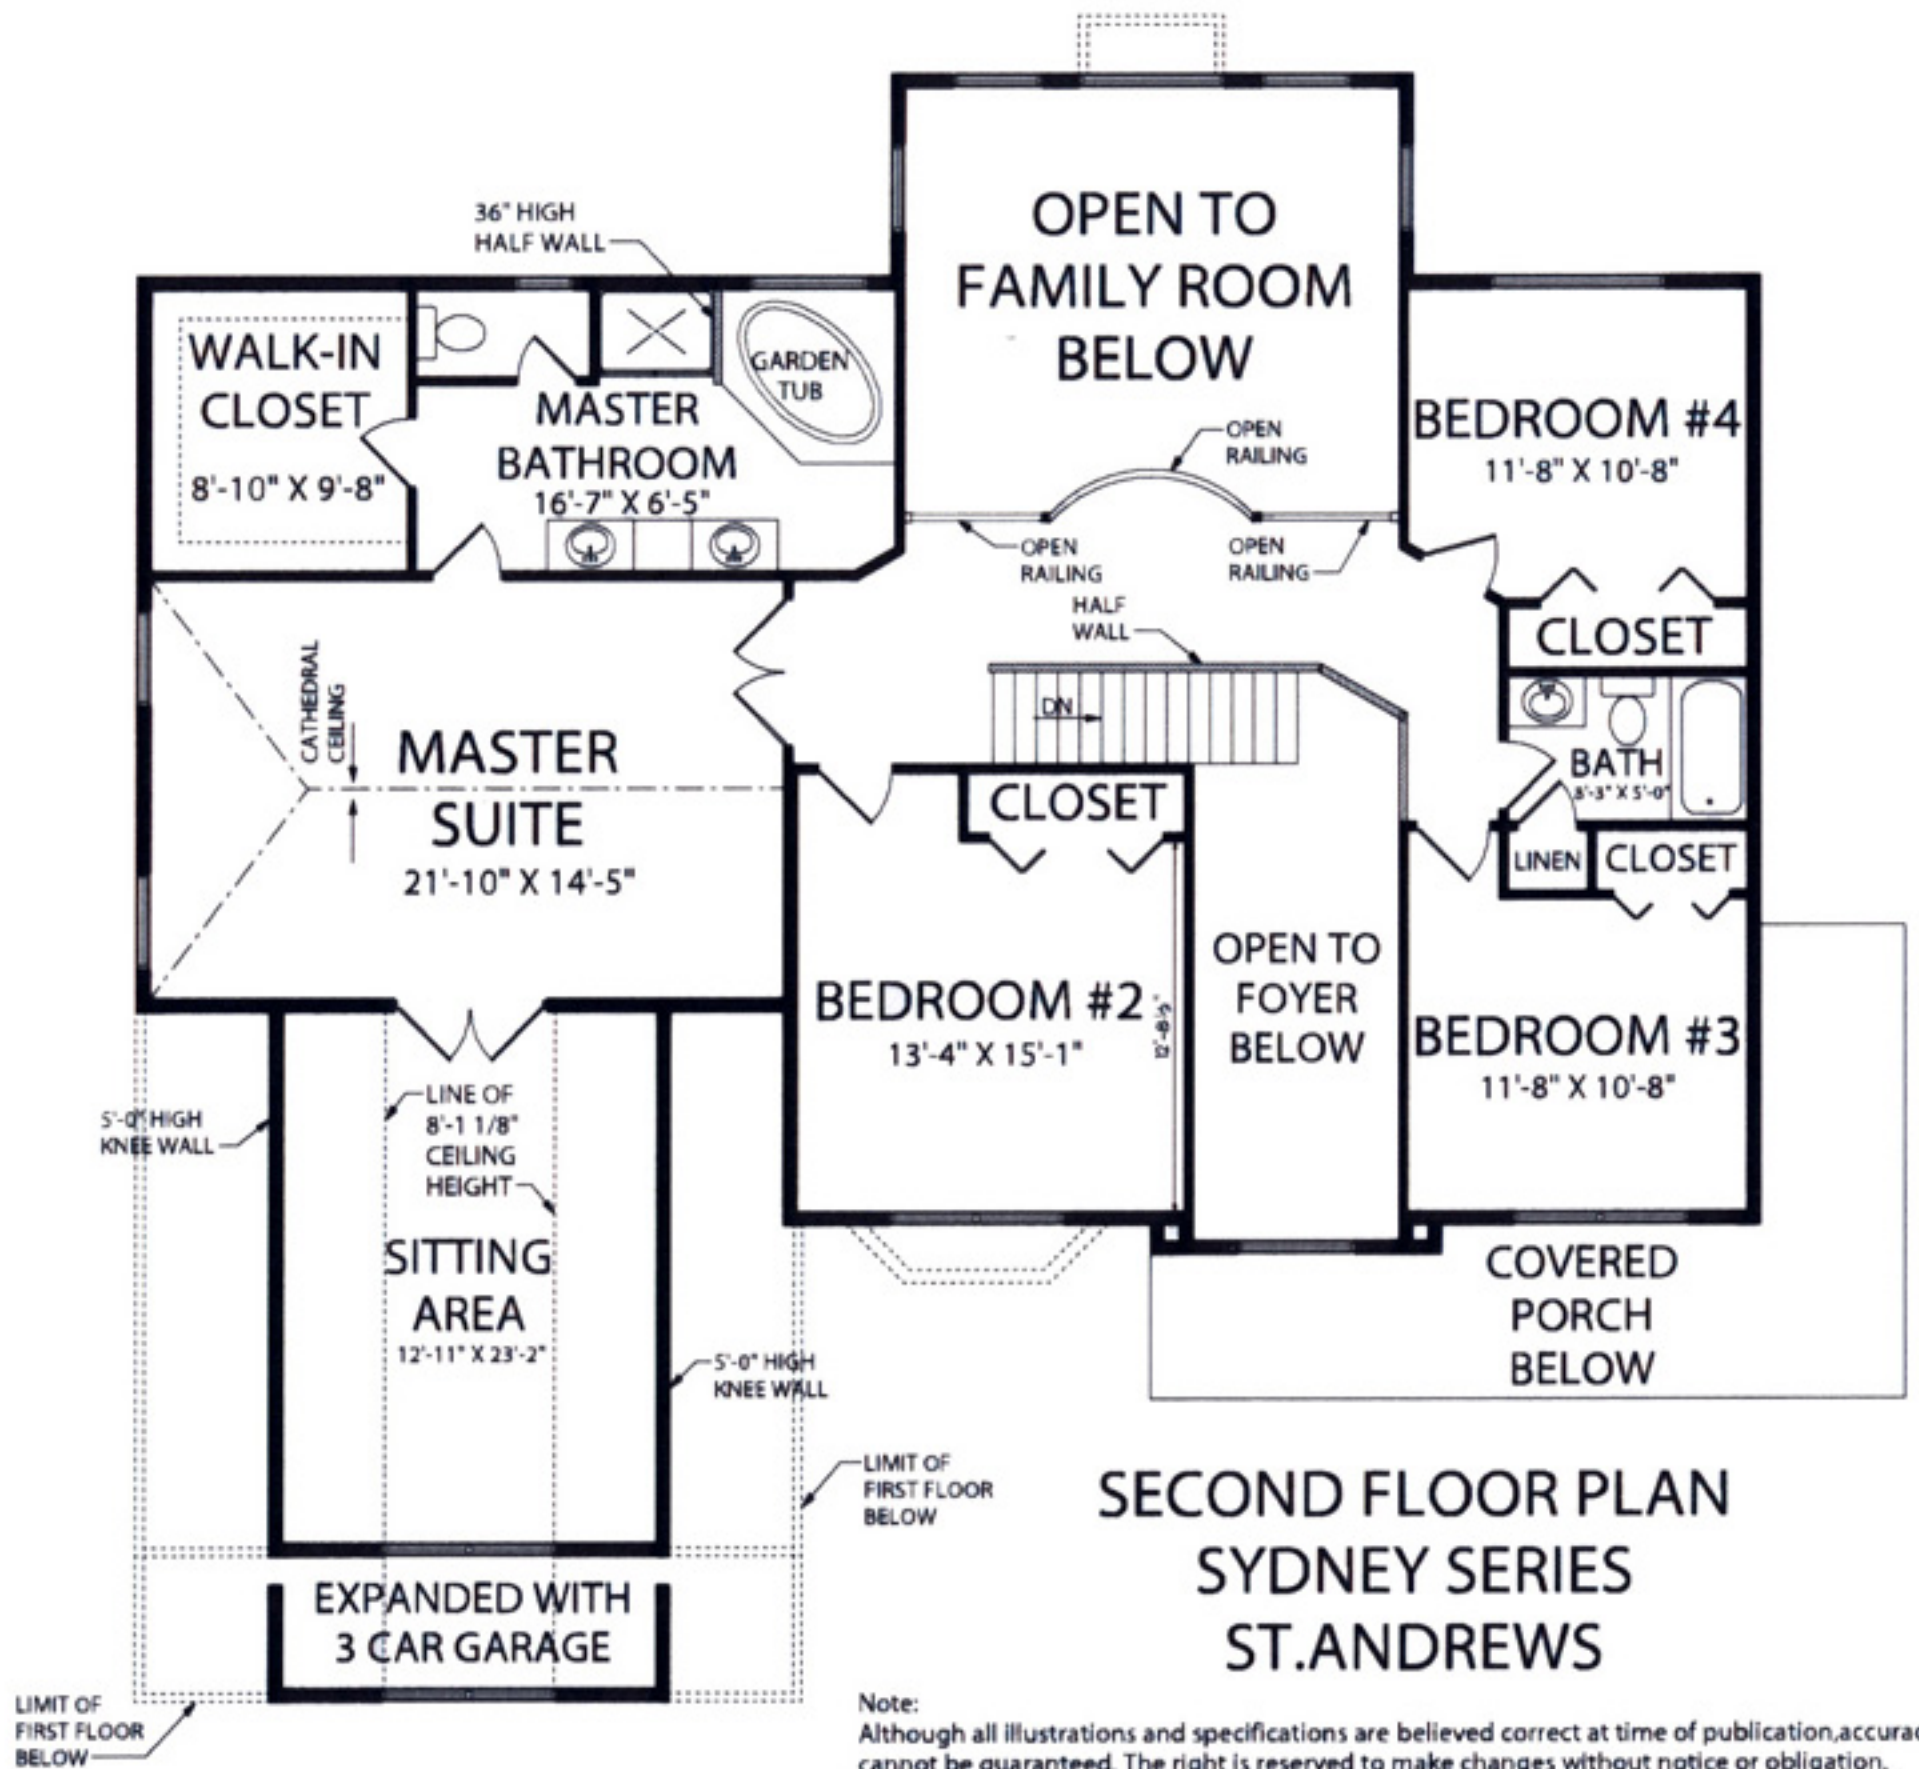 36" HIGH
HALF WALL
OPEN TO
FAMILY ROOM
BELOW
WALK-IN
CLOSET
8'-10" X 9'-8"
GARDEN
TUB
MASTER
BATHROOM
16'-7" X 6'-5"
OPEN
RAILING
OPEN
RAILING
OPEN
RAILING
BEDROOM #4
11'-8" X 10'-8"
CLOSET
HALF
WALL
DN
CATHEDRAL
CEILING
MASTER
SUITE
21'-10" X 14'-5"
CLOSET
BATH
8'-3" X 5'-0"
LINEN
CLOSET
BEDROOM #2
13'-4" X 15'-1"
OPEN TO
FOYER
BELOW
BEDROOM #3
11'-8" X 10'-8"
5'-0" HIGH
KNEE WALL
LINE OF
8'-1 1/8"
CEILING
HEIGHT
SITTING
AREA
12'-11" X 23'-2"
5'-0" HIGH
KNEE WALL
COVERED
PORCH
BELOW
LIMIT OF
FIRST FLOOR
BELOW
EXPANDED WITH
3 CAR GARAGE
LIMIT OF
FIRST FLOOR
BELOW
SECOND FLOOR PLAN
SYDNEY SERIES
ST.ANDREWS
Note:
Although all illustrations and specifications are believed correct at time of publication,accurac
cannot be guaranteed. The right is reserved to make changes without notice or obligation.